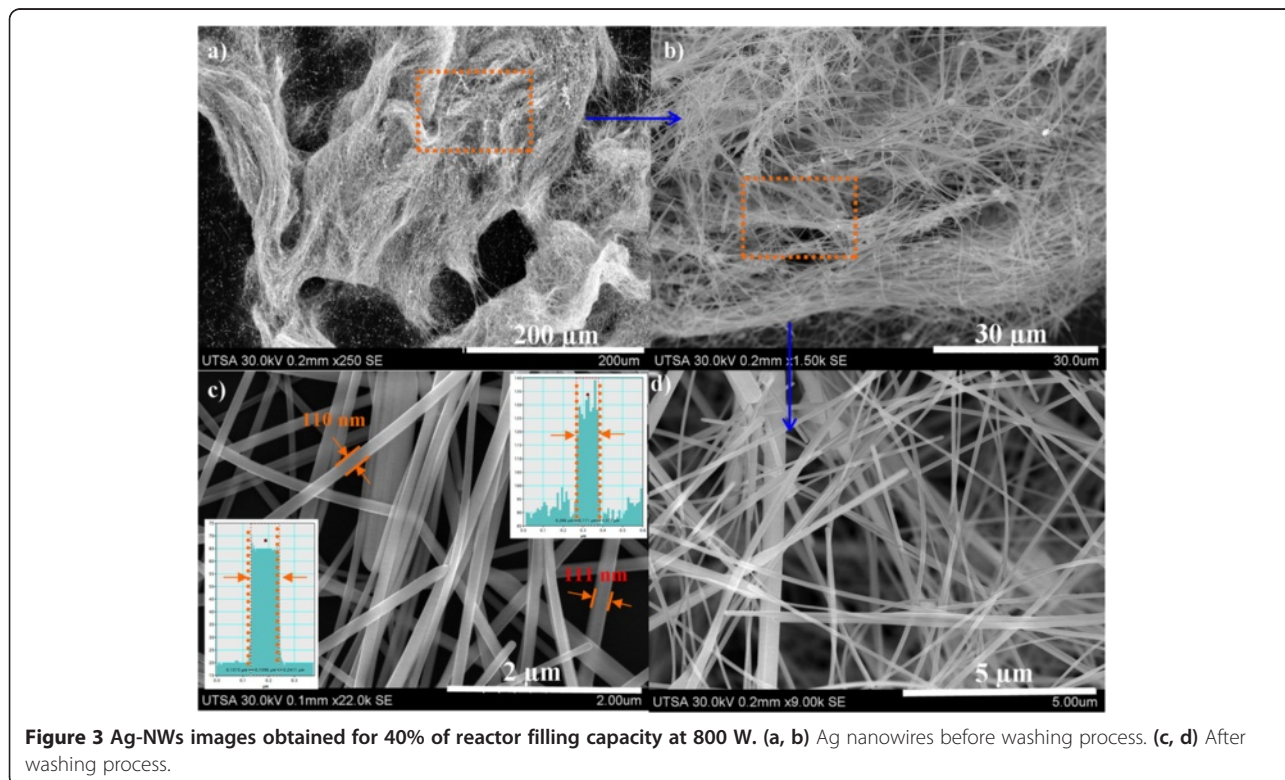 a)
200 µm
UTSA 30.0kV 0.2mm x250 SE 200um
b)
30 µm
UTSA 30.0kV 0.2mm x1.50k SE 30.0um
c)
110 nm
111 nm
2 µm
UTSA 30.0kV 0.1mm x22.0k SE 2.00um
d)
5 µm
UTSA 30.0kV 0.2mm x9.00k SE 5.00um
Figure 3 Ag-NWs images obtained for 40% of reactor filling capacity at 800 W. (a, b) Ag nanowires before washing process. (c, d) After
washing process.